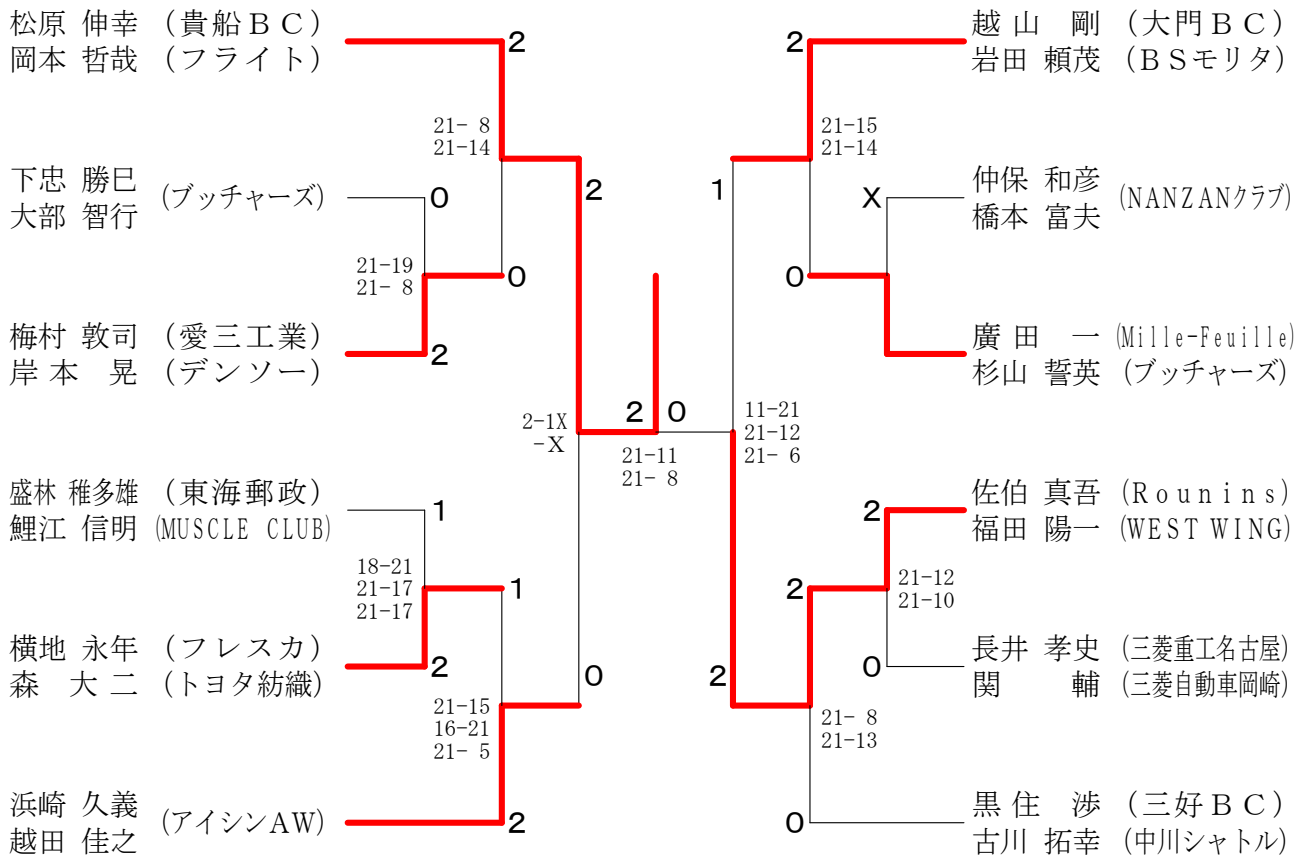 松原 伸幸 (貴船BC)
岡本 哲哉 (フライト)
2
21- 8
21-14
下忠 勝巳
大部 智行
(ブッチャーズ)
0
21-19
21- 8
0
梅村 敦司 (愛三工業)
岸本 晃 (デンソー)
2
2
2-1X
-X
盛林 稚多雄 (東海郵政)
鯉江 信明 (MUSCLE CLUB)
1
18-21
21-17
21-17
1
横地 永年 (フレスカ)
森 大二 (トヨタ紡織)
2
0
21-15
16-21
21- 5
浜崎 久義
越田 佳之
(アイシンAW)
2
2 0
21-11
21- 8
越山 剛 (大門BC)
岩田 頼茂 (BSモリタ)
2
21-15
21-14
1
仲保 和彦
橋本 富夫
(NANZANクラブ)
X
0
廣田 一 (Mille-Feuille)
杉山 誓英 (ブッチャーズ)
11-21
21-12
21- 6
佐伯 真吾 (Rounins)
福田 陽一 (WEST WING)
2
21-12
21-10
2
長井 孝史 (三菱重工名古屋)
関 輔 (三菱自動車岡崎)
0
2
21- 8
21-13
黒住 渉 (三好BC)
古川 拓幸 (中川シャトル)
0